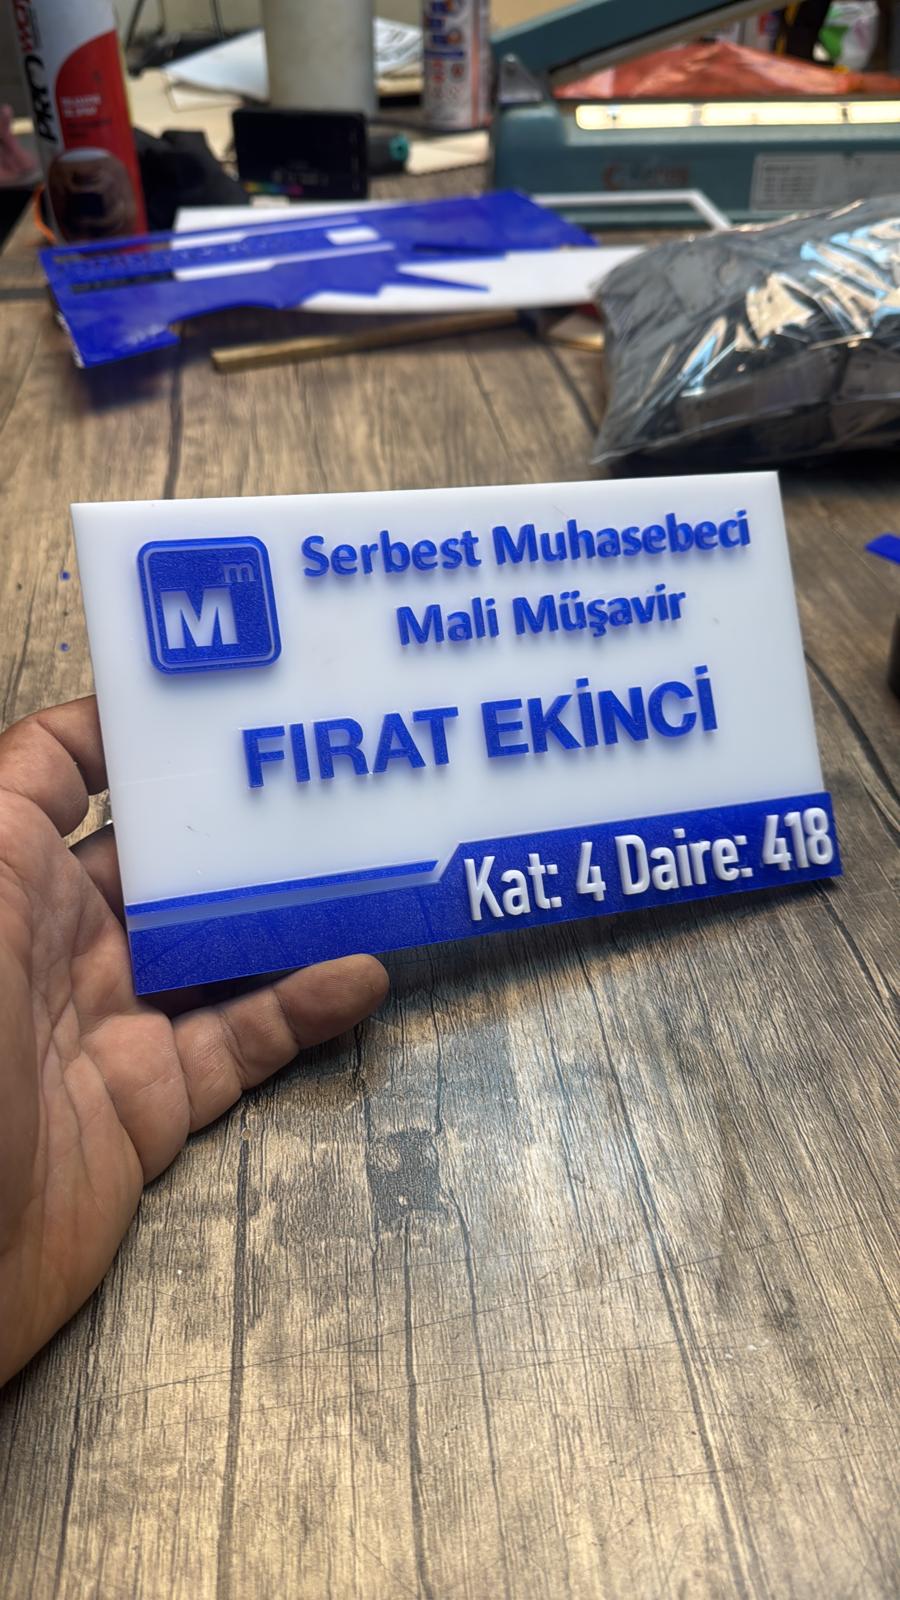 Mm
Serbest Muhasebeci
Mali Müşavir
FIRAT EKİNCİ
Kat: 4 Daire: 418